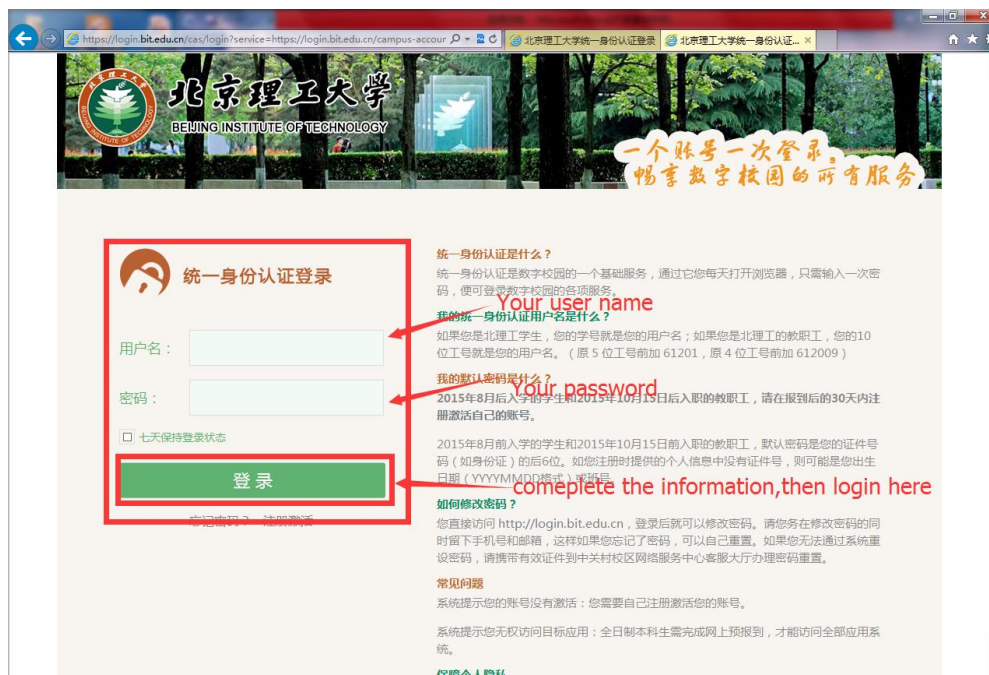 https://login.bit.edu.cn/cas/login?service=https://login.bit.edu.cn/campus-accour
北京理工大学统一身份认证登录
北京理工大学统一身份认证...
北京理工大学
BEIJING INSTITUTE OF TECHNOLOGY
一个账号一次登录,
畅享数字校园的所有服务
统一身份认证登录
用户名：
密码：
七天保持登录状态
登录
忘记密码？ 注册激活
统一身份认证是什么？
统一身份认证是数字校园的一个基础服务，通过它您每天打开浏览器，只需输入一次密
码，便可登录数字校园的各项服务。
Your user name
我的统一身份认证用户名是什么？
如果您是北理工学生，您的学号就是您的用户名；如果您是北理工的教职工，您的10
位工号就是您的用户名。（原 5 位工号前加 61201，原 4 位工号前加 612009）
我的默认密码是什么？
Your password
2015年8月后入学的学生和2015年10月15日后入职的教职工，请在报到后的30天内注
册激活自己的账号。
2015年8月前入学的学生和2015年10月15日前入职的教职工，默认密码是您的证件号
码（如身份证）的后6位。如您注册时提供的个人信息中没有证件号，则可能是您出生
日期（YYYYMMDD格式）或班号。
comeplete the information,then login here
如何修改密码？
您直接访问 http://login.bit.edu.cn，登录后就可以修改密码。请您务在修改密码的同
时留下手机号和邮箱，这样如果您忘记了密码，可以自己重置。如果您无法通过系统重
设密码，请携带有效证件到中关村校区网络服务中心客服大厅办理密码重置。
常见问题
系统提示您的账号没有激活：您需要自己注册激活您的账号。
系统提示您无权访问目标应用：全日制本科生需完成网上预报到，才能访问全部应用系
统。
保障个人隐私